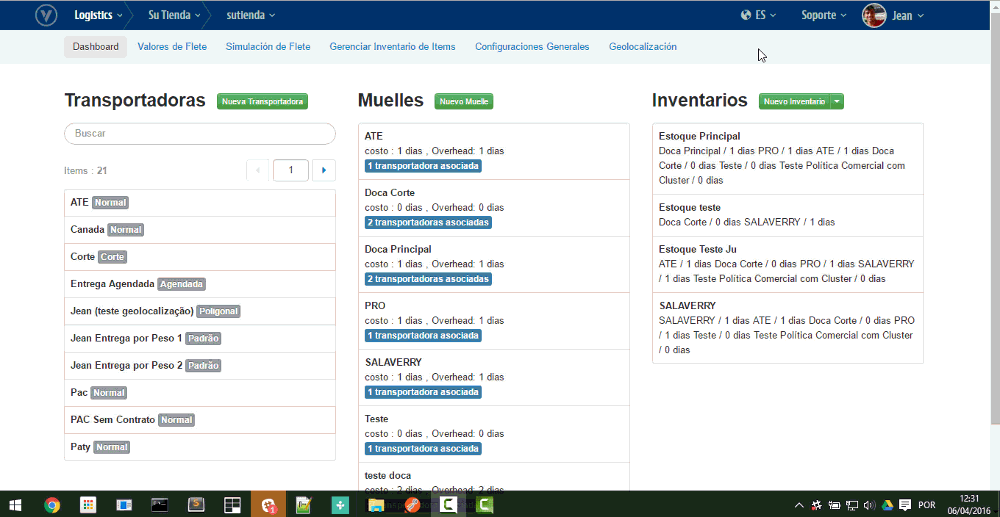 Logistics
Su Tienda
sutienda
ES
Soporte
Jean
Dashboard
Valores de Flete
Simulación de Flete
Gerenciar Inventario de Items
Configuraciones Generales
Geolocalización
Transportadoras
Nueva Transportadora
Buscar
Items : 21
1
ATE Normal
Canada Normal
Corte Corte
Entrega Agendada Agendada
Jean (teste geolocalização) Poligonal
Jean Entrega por Peso 1 Padrão
Jean Entrega por Peso 2 Padrão
Pac Normal
PAC Sem Contrato Normal
Paty Normal
Muelles
Nuevo Muelle
ATE
costo : 1 dias , Overhead: 1 dias
1 transportadora asociada
Doca Corte
costo : 0 dias , Overhead: 0 dias
2 transportadoras asociadas
Doca Principal
costo : 1 dias , Overhead: 1 dias
2 transportadoras asociadas
PRO
costo : 1 dias , Overhead: 1 dias
1 transportadora asociada
SALAVERRY
costo : 1 dias , Overhead: 1 dias
1 transportadora asociada
Teste
costo : 0 dias , Overhead: 0 dias
1 transportadora asociada
teste doca
costo : 2 dias , Overhead: 2 dias
Inventarios
Nuevo Inventario
Estoque Principal
Doca Principal / 1 dias PRO / 1 dias ATE / 1 dias Doca
Corte / 0 dias Teste / 0 dias Teste Política Comercial com
Cluster / 0 dias
Estoque teste
Doca Corte / 0 dias SALAVERRY / 1 dias
Estoque Teste Ju
ATE / 1 dias Doca Corte / 0 dias PRO / 1 dias SALAVERRY
/ 1 dias Teste Política Comercial com Cluster / 0 dias
SALAVERRY
SALAVERRY / 1 dias ATE / 1 dias Doca Corte / 0 dias PRO
/ 1 dias Teste / 0 dias Teste Política Comercial com Cluster
/ 0 dias
POR
12:31
06/04/2016